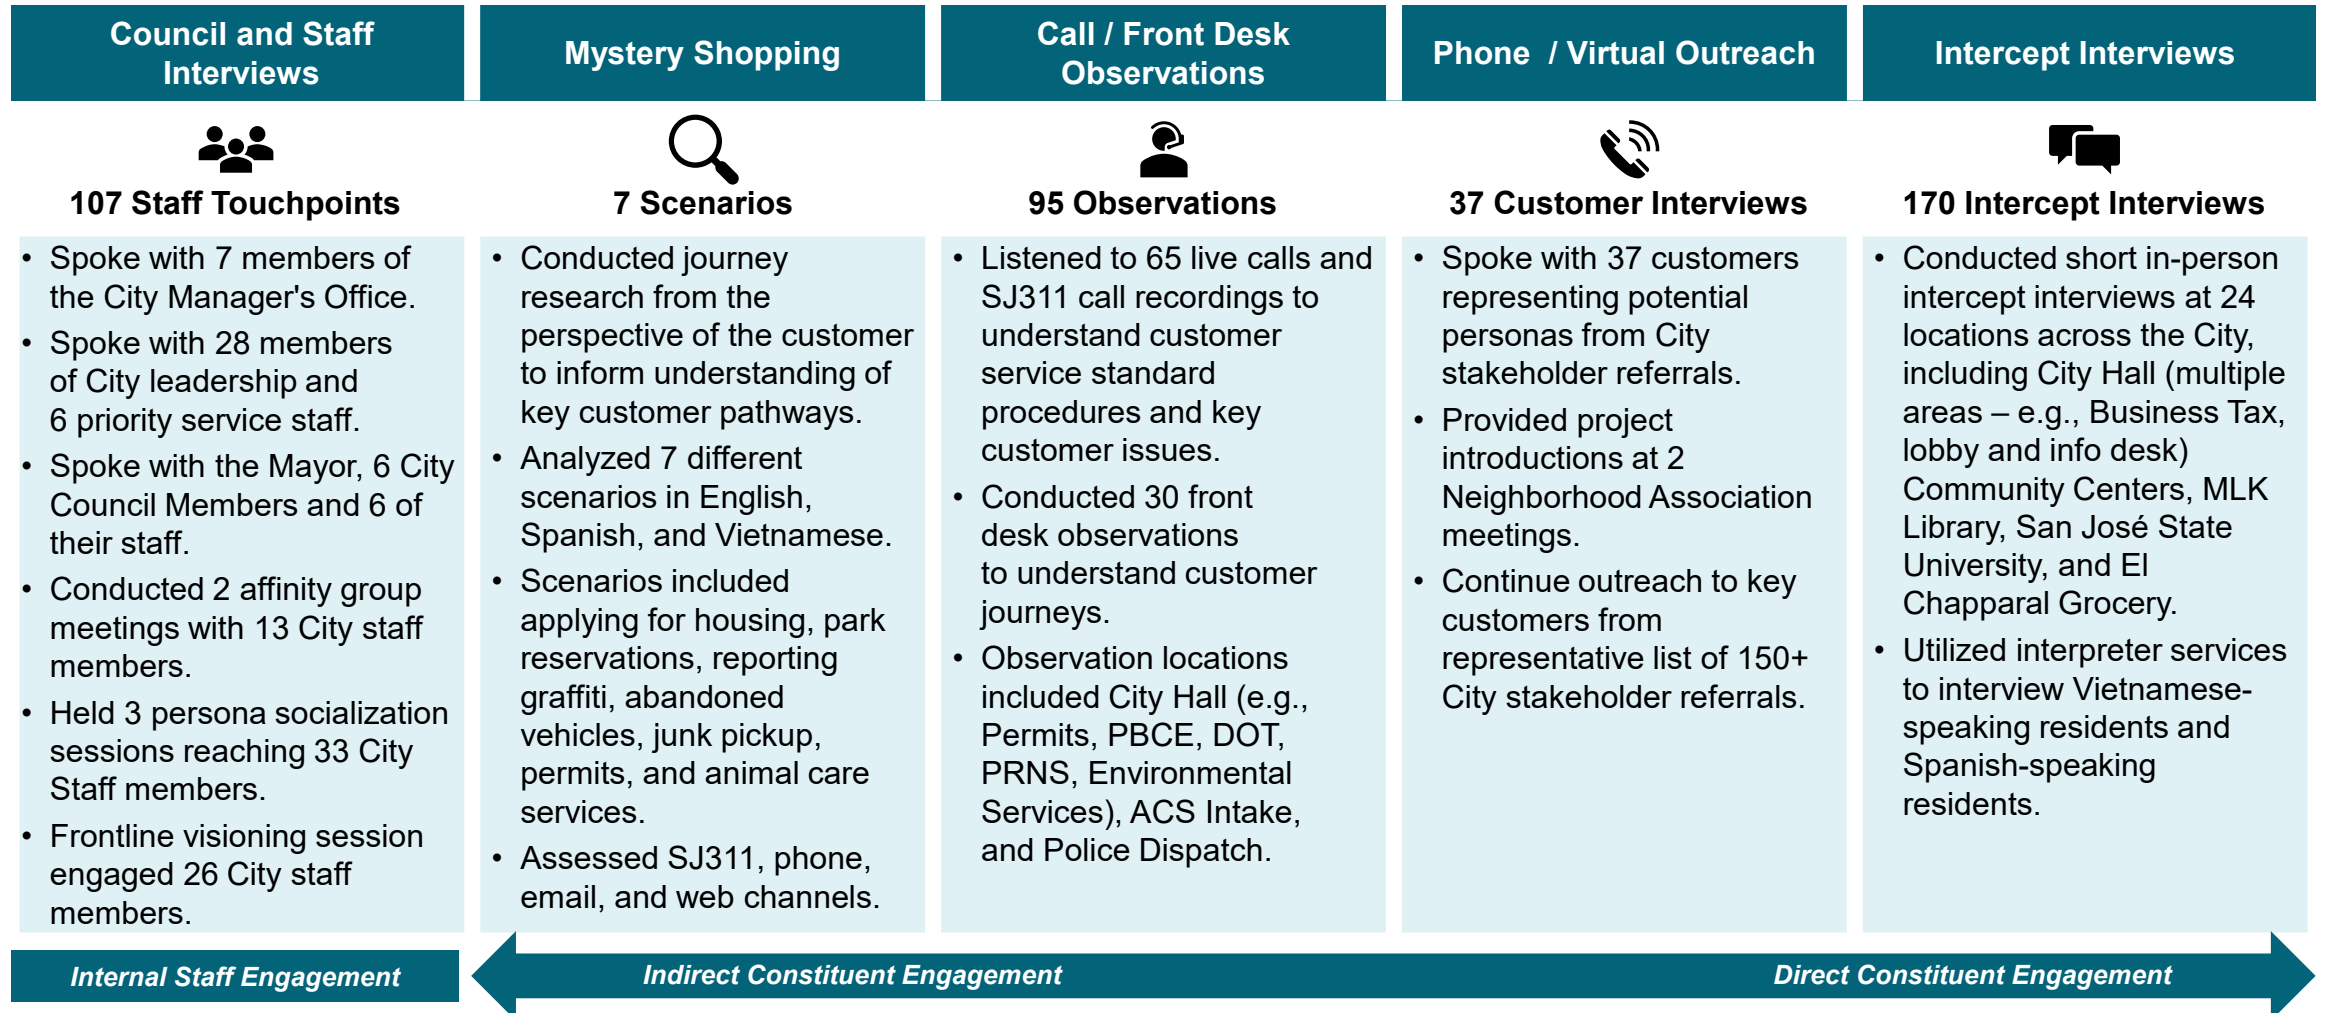 Council and Staff
Interviews
107 Staff Touchpoints
• Spoke with 7 members of
the City Manager's Office.
• Spoke with 28 members
of City leadership and
6 priority service staff.
• Spoke with the Mayor, 6 City
Council Members and 6 of
their staff.
• Conducted 2 affinity group
meetings with 13 City staff
members.
• Held 3 persona socialization
sessions reaching 33 City
Staff members.
• Frontline visioning session
engaged 26 City staff
members.
Internal Staff Engagement
Mystery Shopping
7 Scenarios
• Conducted journey
research from the
perspective of the customer
to inform understanding of
key customer pathways.
• Analyzed 7 different
scenarios in English,
Spanish, and Vietnamese.
• Scenarios included
applying for housing, park
reservations, reporting
graffiti, abandoned
vehicles, junk pickup,
permits, and animal care
services.
• Assessed SJ311, phone,
email, and web channels.
Call / Front Desk
Observations
95 Observations
• Listened to 65 live calls and
SJ311 call recordings to
understand customer
service standard
procedures and key
customer issues.
• Conducted 30 front
desk observations
to understand customer
journeys.
• Observation locations
included City Hall (e.g.,
Permits, PBCE, DOT,
PRNS, Environmental
Services), ACS Intake,
and Police Dispatch.
Phone / Virtual Outreach
37 Customer Interviews
• Spoke with 37 customers
representing potential
personas from City
stakeholder referrals.
• Provided project
introductions at 2
Neighborhood Association
meetings.
• Continue outreach to key
customers from
representative list of 150+
City stakeholder referrals.
Intercept Interviews
170 Intercept Interviews
• Conducted short in-person
intercept interviews at 24
locations across the City,
including City Hall (multiple
areas – e.g., Business Tax,
lobby and info desk)
Community Centers, MLK
Library, San José State
University, and El
Chapparal Grocery.
• Utilized interpreter services
to interview Vietnamese-
speaking residents and
Spanish-speaking
residents.
Indirect Constituent Engagement
Direct Constituent Engagement